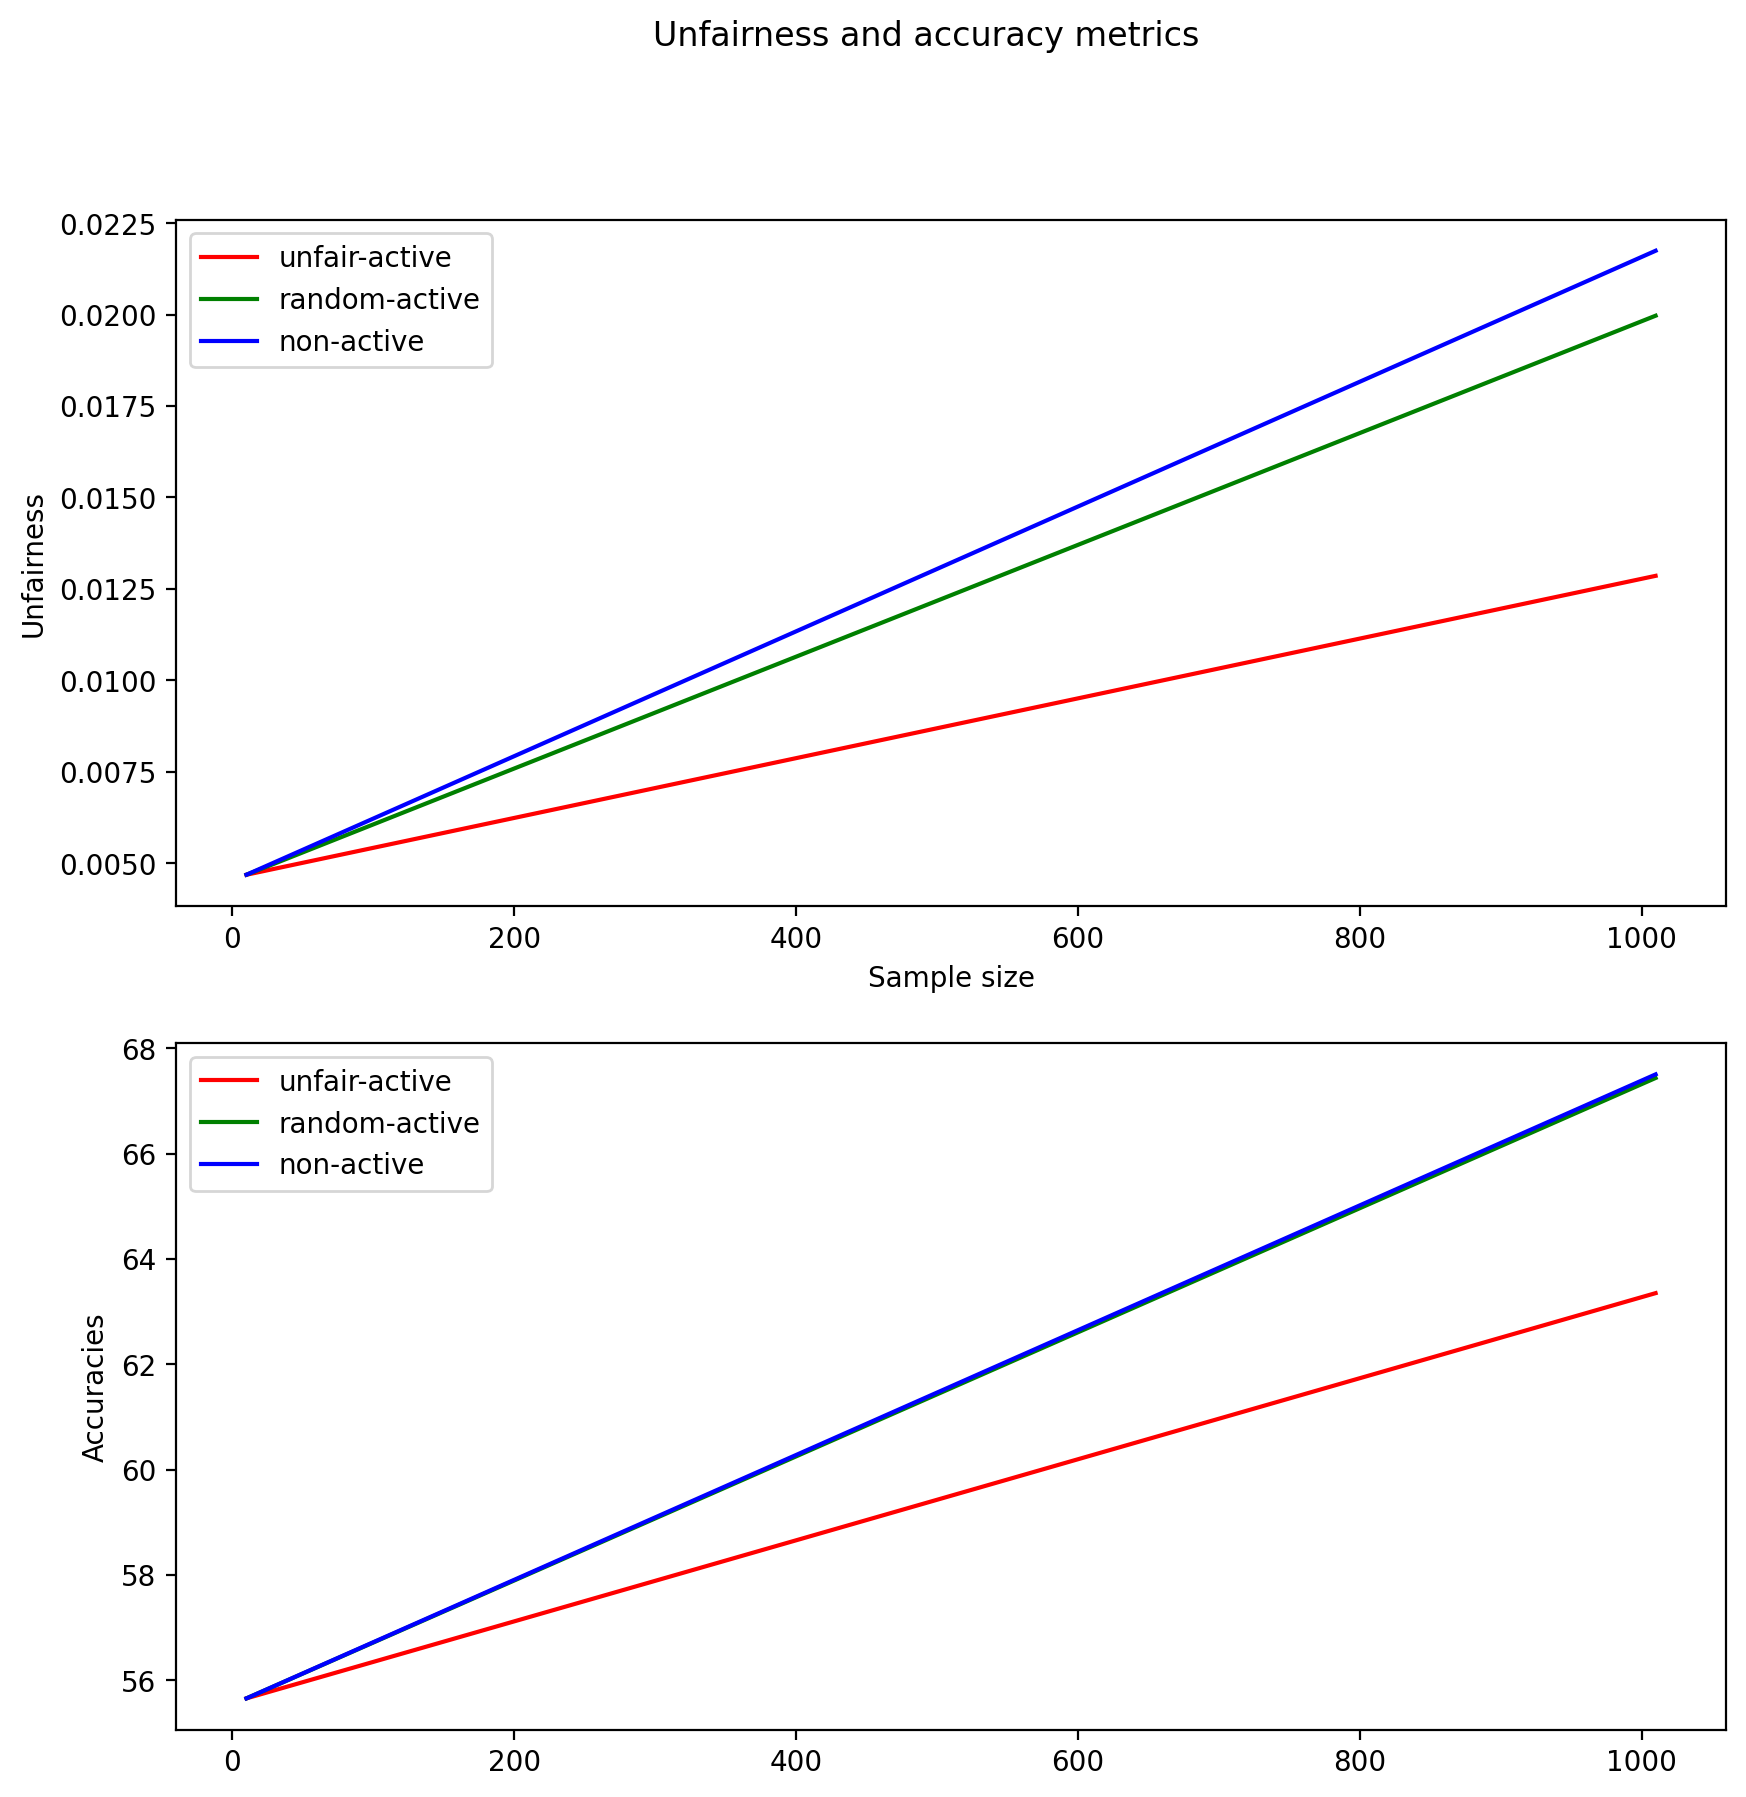 Unfairness and accuracy metrics
0.0225
0.0200
0.0175
0.0150
0.0125
0.0100
0.0075
0.0050
Unfairness
unfair-active
random-active
non-active
0 200 400 600 800 1000
Sample size
68
66
64
62
60
58
56
Accuracies
unfair-active
random-active
non-active
0 200 400 600 800 1000